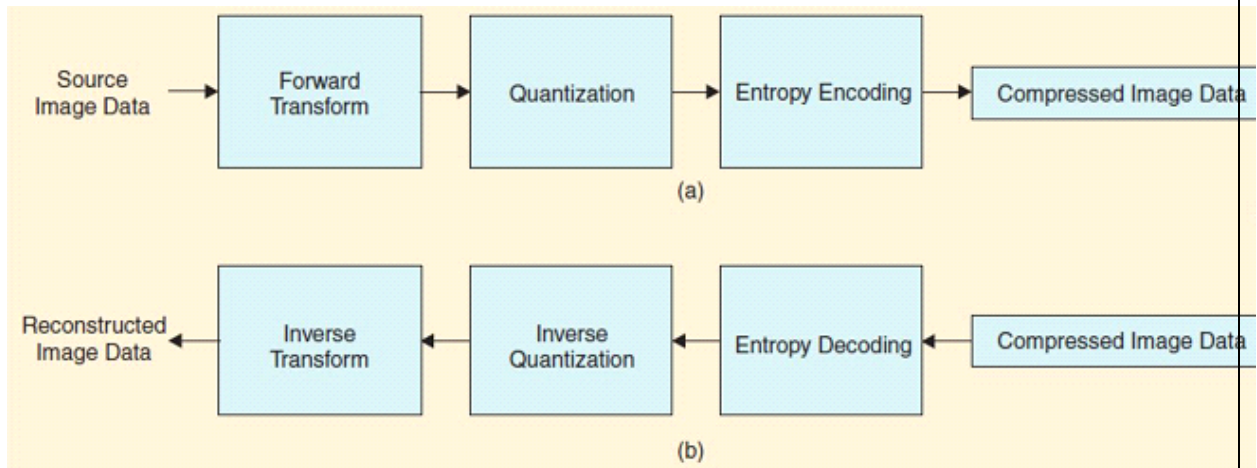 Source
Image Data
Forward
Transform
Quantization
Entropy Encoding
Compressed Image Data
(a)
Reconstructed
Image Data
Inverse
Transform
Inverse
Quantization
Entropy Decoding
Compressed Image Data
(b)